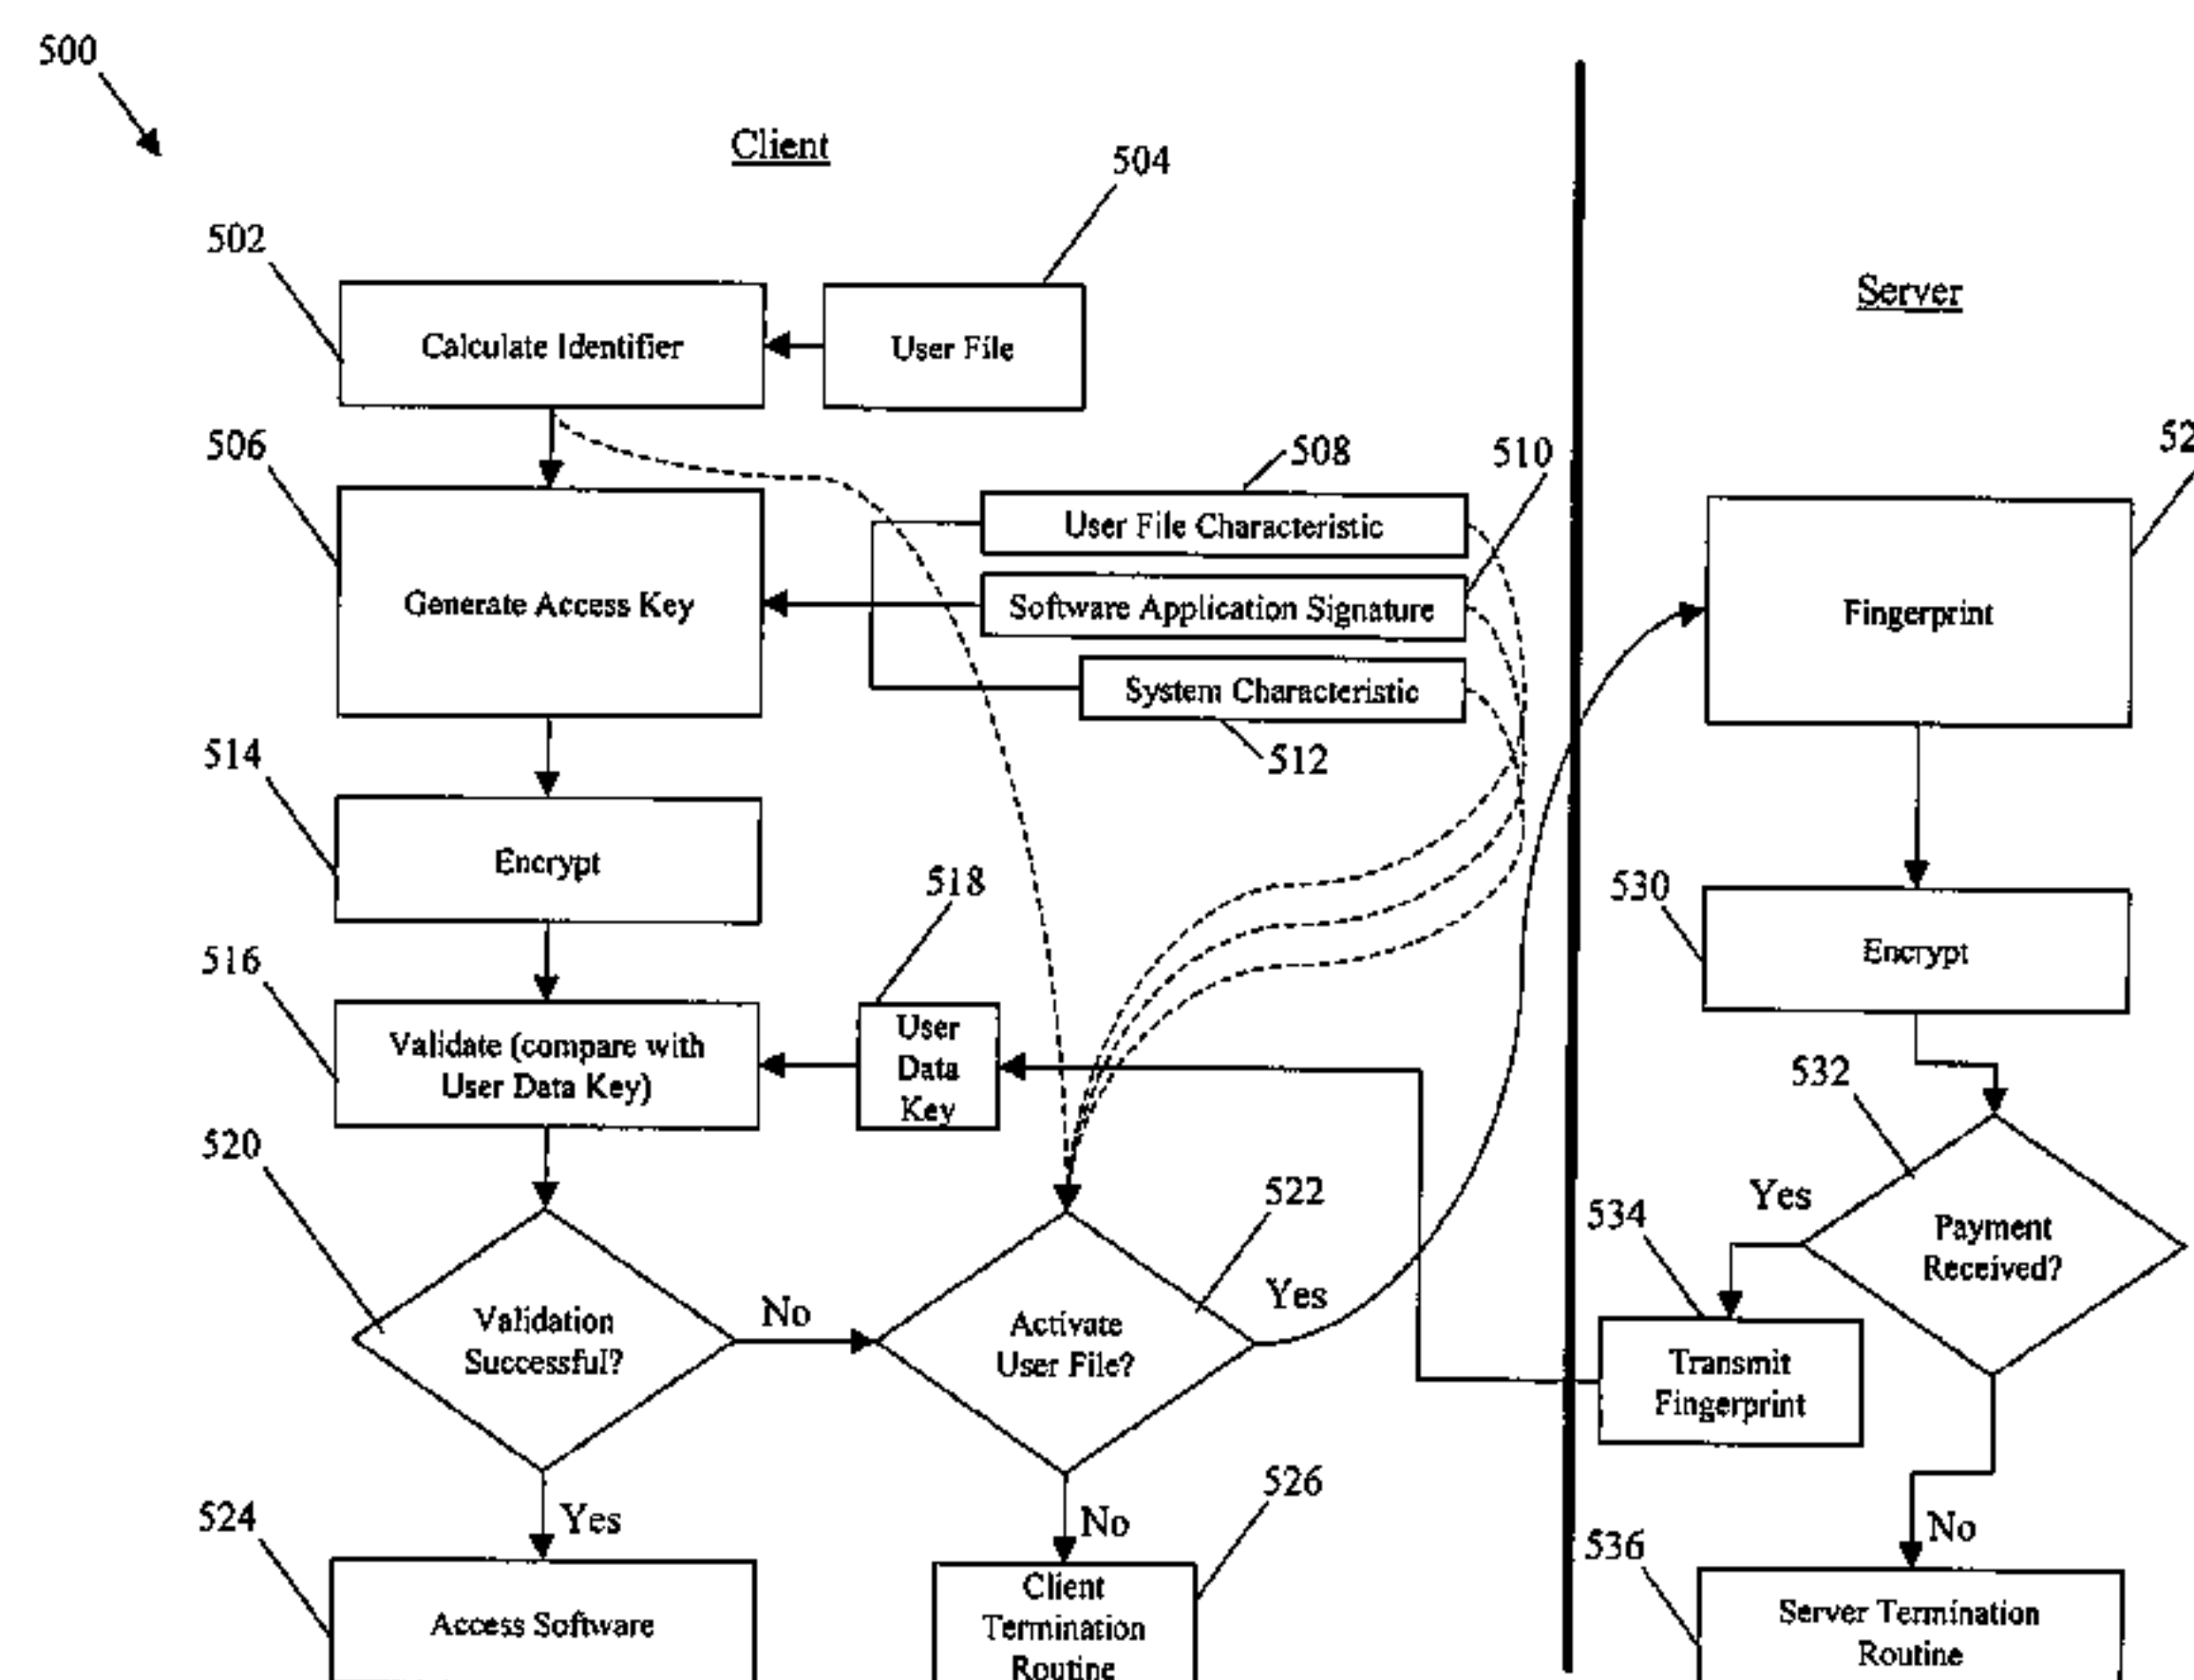 500
Client
504
502
Server
Calculate Identifier
User File
506
508
510
52
User File Characteristic
Generate Access Key
Software Application Signature
Fingerprint
System Characteristic
512
514
Encrypt
518
530
516
Encrypt
User
Data
Key
Validate (compare with
User Data Key)
532
520
522
534
Yes
Payment
Received?
No
Yes
Validation
Successful?
Activate
User File?
Transmit
Fingerprint
526
524
Yes
No
No
536
Access Software
Client
Termination
Routine
Server Termination
Routine